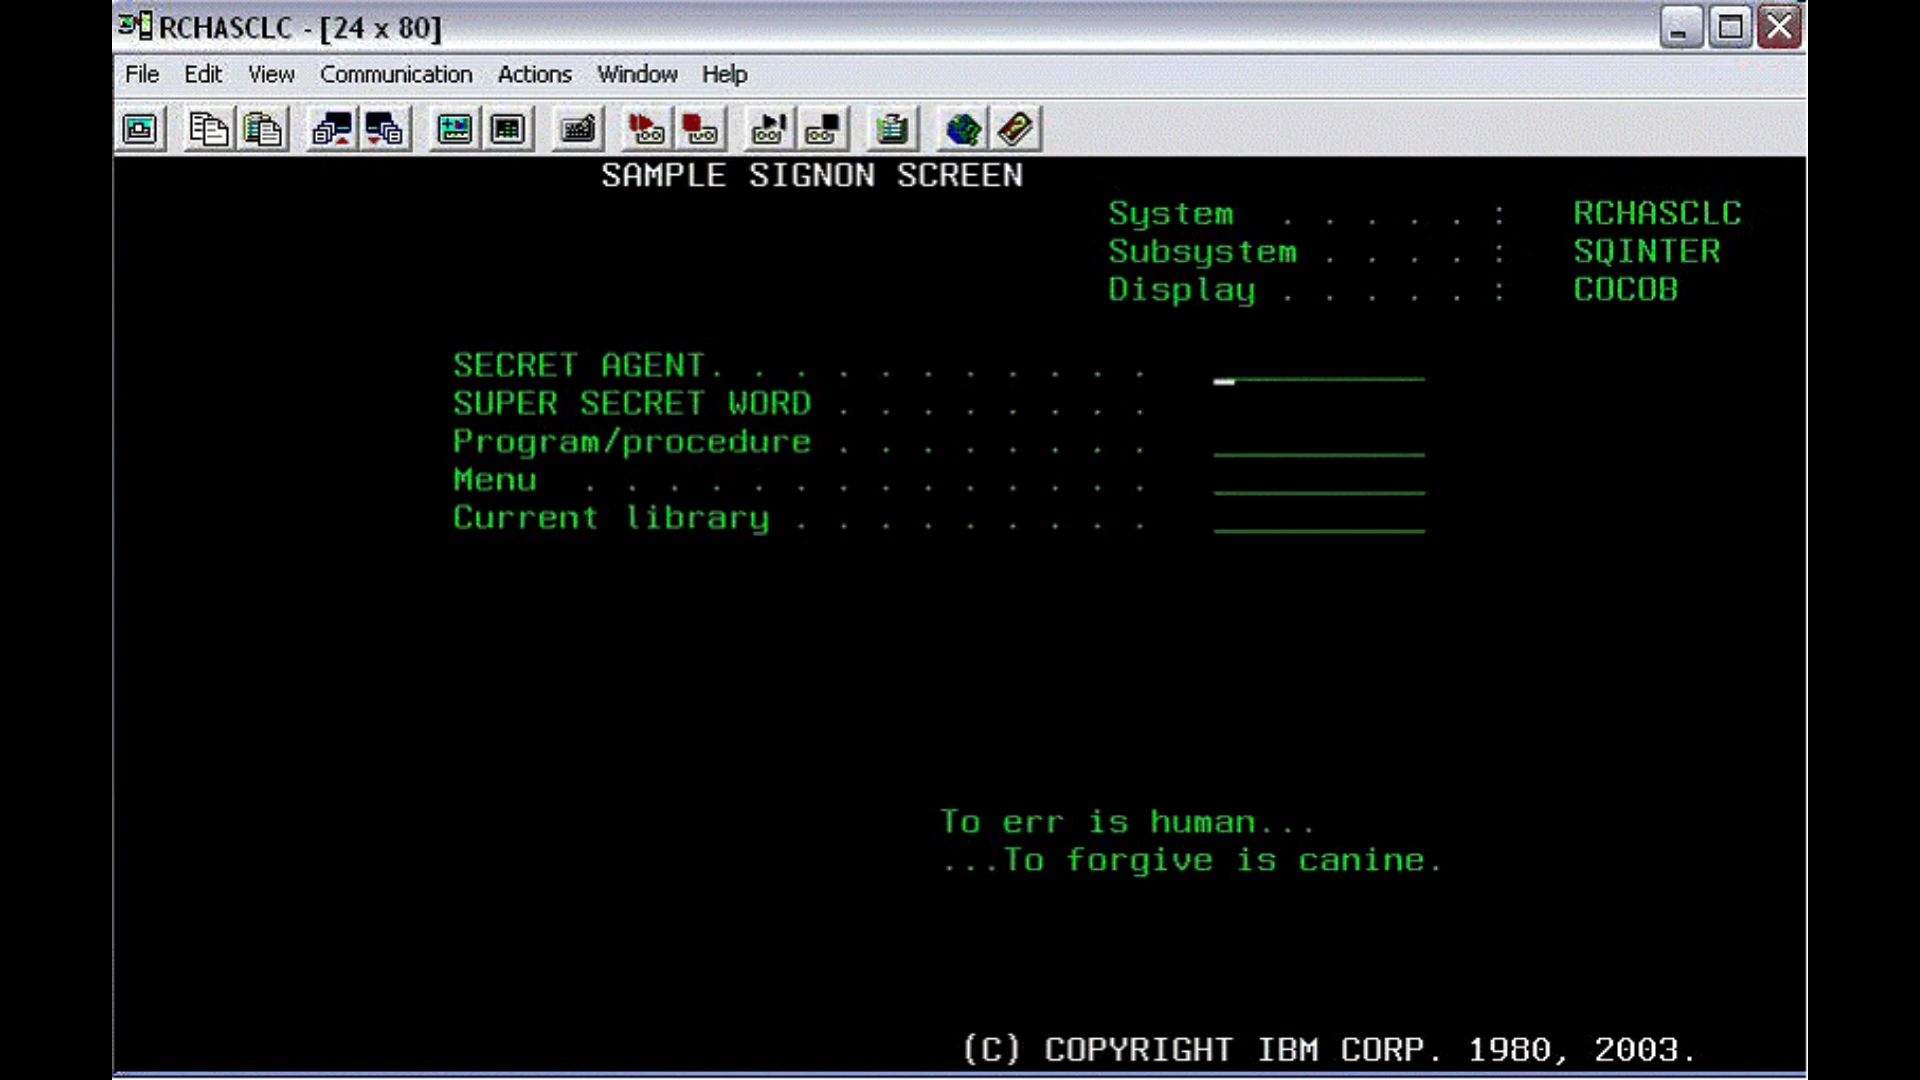 RCHASCLC - [24 x 80]
File Edit View Communication Actions Window Help
SAMPLE SIGNON SCREEN
System . . . . . : RCHASCLC
Subsystem . . . . : SQINTER
Display . . . . . : COCOB
SECRET AGENT. . . . . . . . . . .
SUPER SECRET WORD . . . . . . . .
Program/procedure . . . . . . . .
Menu . . . . . . . . . . . . . .
Current library . . . . . . . . .
To err is human...
...To forgive is canine.
(C) COPYRIGHT IBM CORP. 1980, 2003.